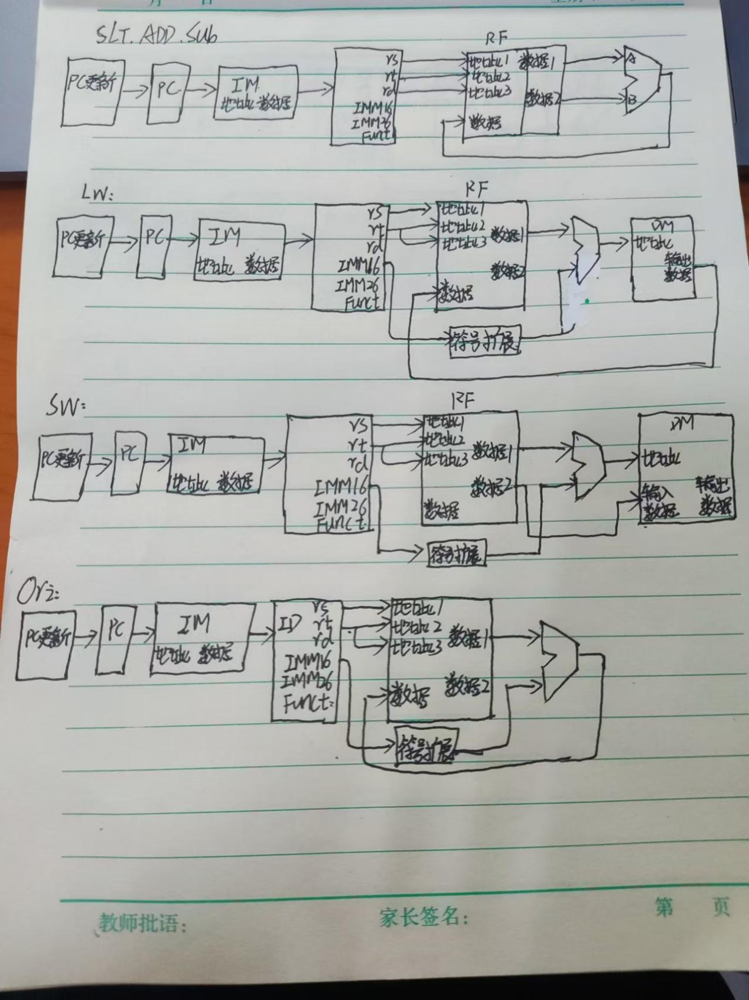 月 日
SLT.ADD.Sub
RF
PC更新 PC IM 地址 数据
rs rt rd IMM16 IMM26 Funct
地址1 地址2 地址3 数据 数据1 数据2
A B
LW:
RF
PC更新 PC IM 地址 数据
rs rt rd IMM16 IMM26 Funct
地址1 地址2 地址3 数据 数据1 数据2
DM 地址 输出数据
符号扩展
SW:
RF
PC更新 PC IM 地址 数据
rs rt rd IMM16 IMM26 Funct
地址1 地址2 地址3 数据 数据1 数据2
DM 地址 输入数据 输出数据
符号扩展
Ori:
PC更新 PC IM 地址 数据
ID rs rt rd IMM16 IMM26 Funct:
地址1 地址2 地址3 数据 数据1 数据2
符号扩展
教师批语: 家长签名: 第 页